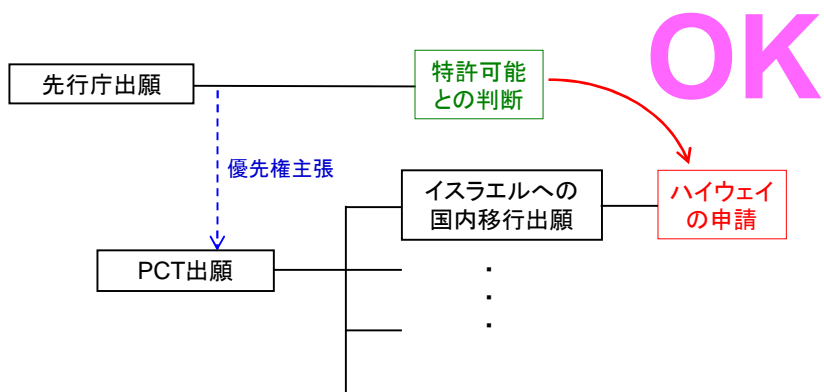 OK
先行庁出願
特許可能
との判断
優先権主張
イスラエルへの
国内移行出願
ハイウェイ
の申請
PCT出願
・
・
・